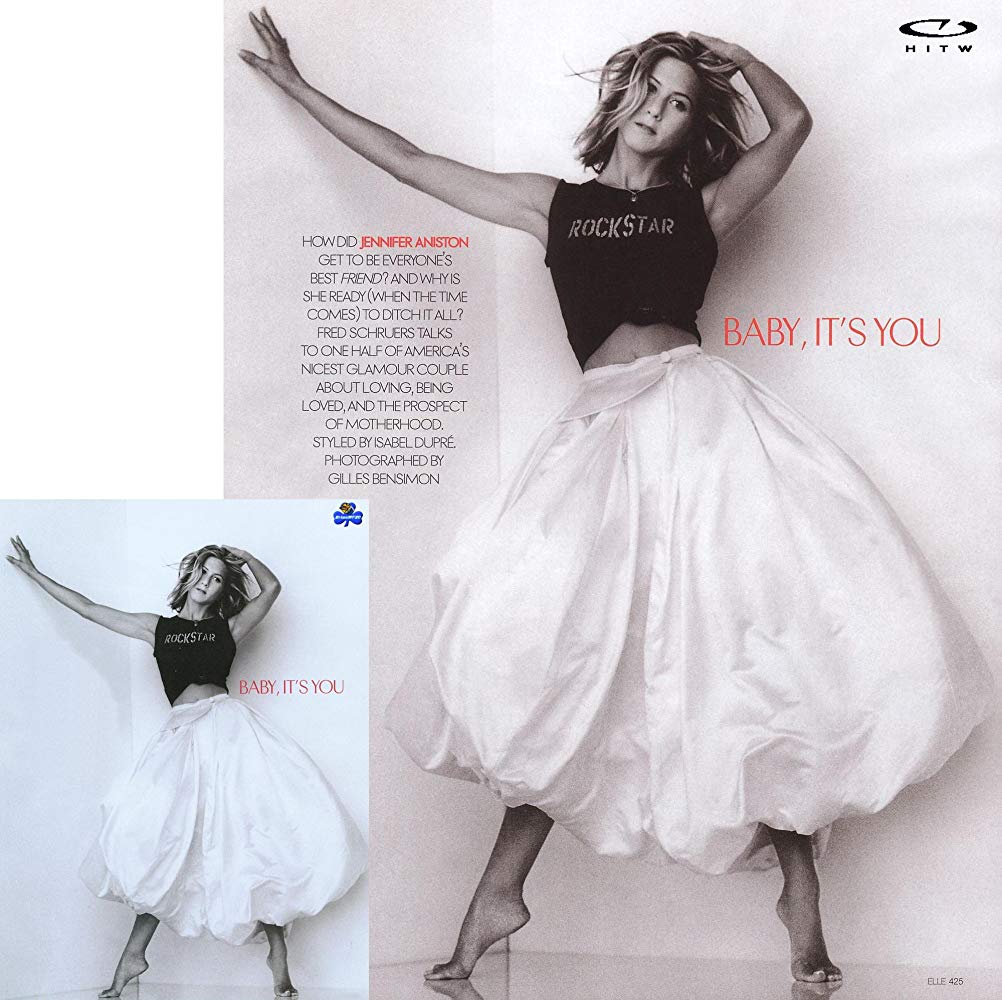 HITW
ROCKSTAR
HOW DID JENNIFER ANISTON
GET TO BE EVERYONE'S
BEST FRIEND? AND WHY IS
SHE READY (WHEN THE TIME
COMES) TO DITCH IT ALL?
FRED SCHRUERS TALKS
TO ONE HALF OF AMERICA'S
NICEST GLAMOUR COUPLE
ABOUT LOVING, BEING
LOVED, AND THE PROSPECT
OF MOTHERHOOD.
STYLED BY ISABEL DUPRÉ.
PHOTOGRAPHED BY
GILLES BENSIMON
BABY, IT'S YOU
ROCKSTAR
BABY, IT'S YOU
ELLE 425